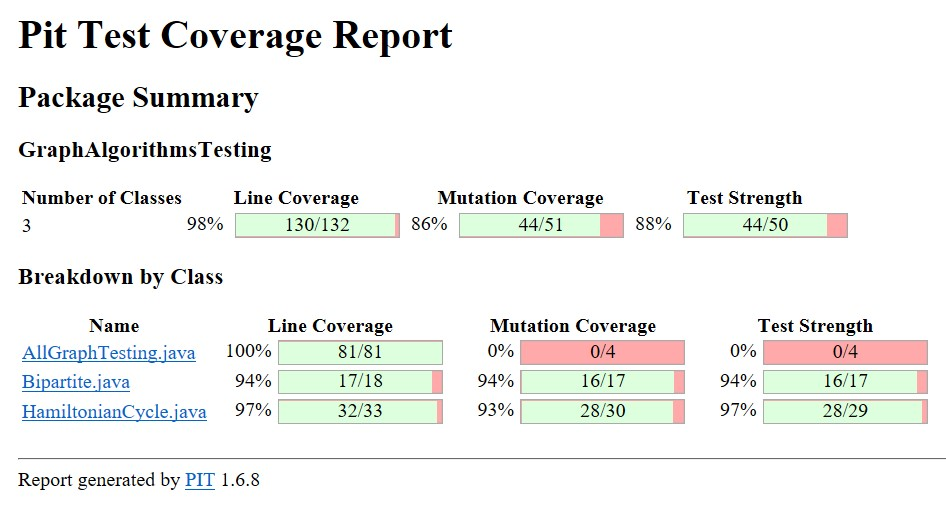 Pit Test Coverage Report
Package Summary
GraphAlgorithmsTesting
Number of Classes Line Coverage Mutation Coverage Test Strength
3 98% 130/132 86% 44/51 88% 44/50
Breakdown by Class
Name Line Coverage Mutation Coverage Test Strength
AllGraphTesting.java 100% 81/81 0% 0/4 0% 0/4
Bipartite.java 94% 17/18 94% 16/17 94% 16/17
HamiltonianCycle.java 97% 32/33 93% 28/30 97% 28/29
Report generated by PIT 1.6.8